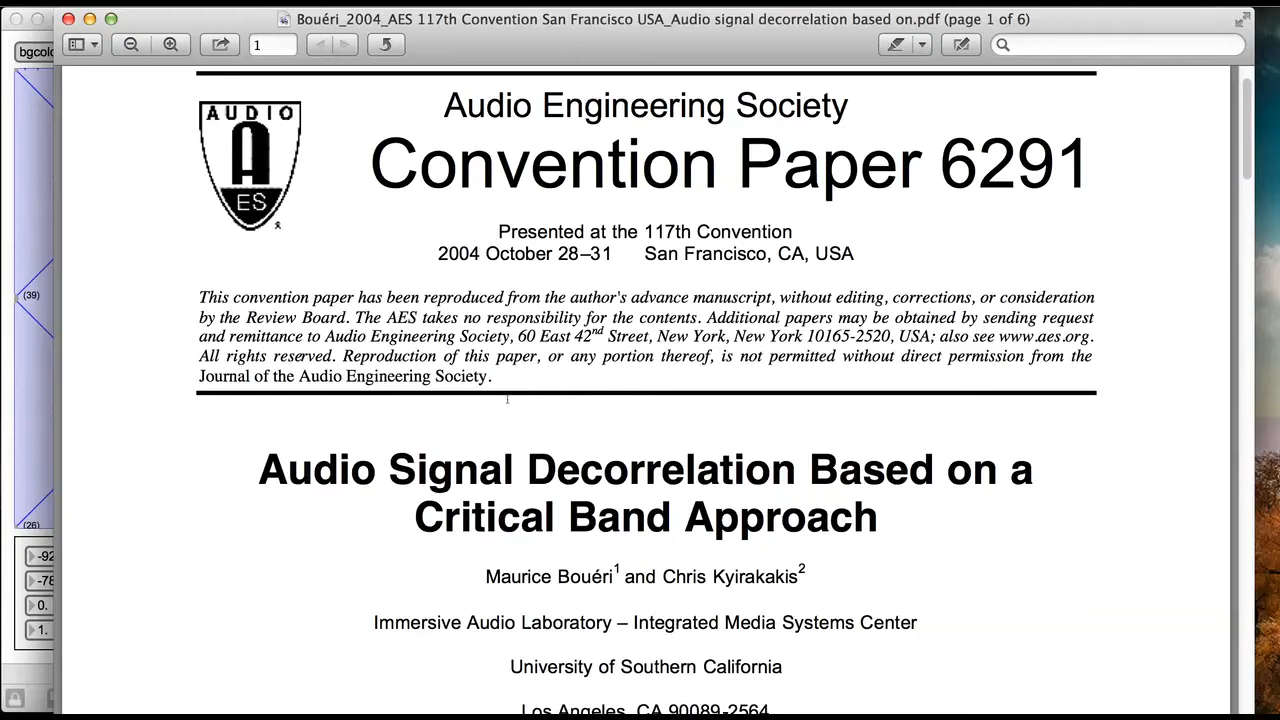 Bouéri_2004_AES 117th Convention San Francisco USA_Audio signal decorrelation based on.pdf (page 1 of 6)
1
bgcolo
(39)
(26)
-92
-78
0.
1.
AUDIO
A
ES
Audio Engineering Society
Convention Paper 6291
Presented at the 117th Convention
2004 October 28–31 San Francisco, CA, USA
This convention paper has been reproduced from the author's advance manuscript, without editing, corrections, or consideration
by the Review Board. The AES takes no responsibility for the contents. Additional papers may be obtained by sending request
and remittance to Audio Engineering Society, 60 East 42nd Street, New York, New York 10165-2520, USA; also see www.aes.org.
All rights reserved. Reproduction of this paper, or any portion thereof, is not permitted without direct permission from the
Journal of the Audio Engineering Society.
Audio Signal Decorrelation Based on a
Critical Band Approach
Maurice Bouéri1 and Chris Kyirakakis2
Immersive Audio Laboratory – Integrated Media Systems Center
University of Southern California
Los Angeles, CA 90089-2564